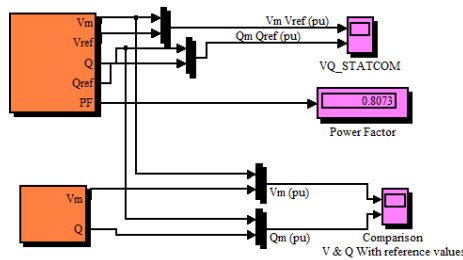 Vm
Vref
Q
Qref
PF
Vm Vref (pu)
Qm Qref (pu)
VQ_STATCOM
0.8073
Power Factor
Vm
Q
Vm (pu)
Qm (pu)
Comparison
V & Q With reference values